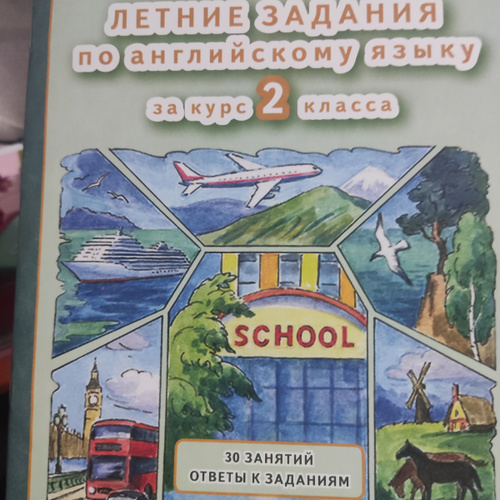 ЛЕТНИЕ ЗАДАНИЯ
по английскому языку
за курс 2 класса
SCHOOL
30 ЗАНЯТИЙ
ОТВЕТЫ К ЗАДАНИЯМ